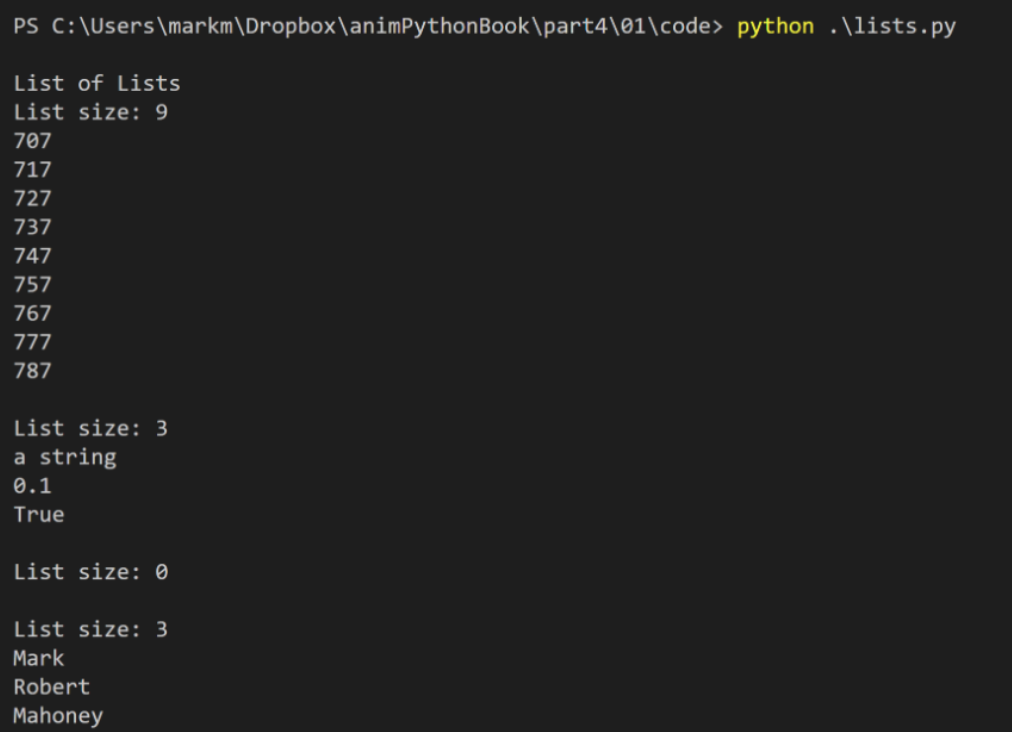 PS C:\Users\markm\Dropbox\animPythonBook\part4\01\code> python .\lists.py
List of Lists
List size: 9
707
717
727
737
747
757
767
777
787
List size: 3
a string
0.1
True
List size: 0
List size: 3
Mark
Robert
Mahoney